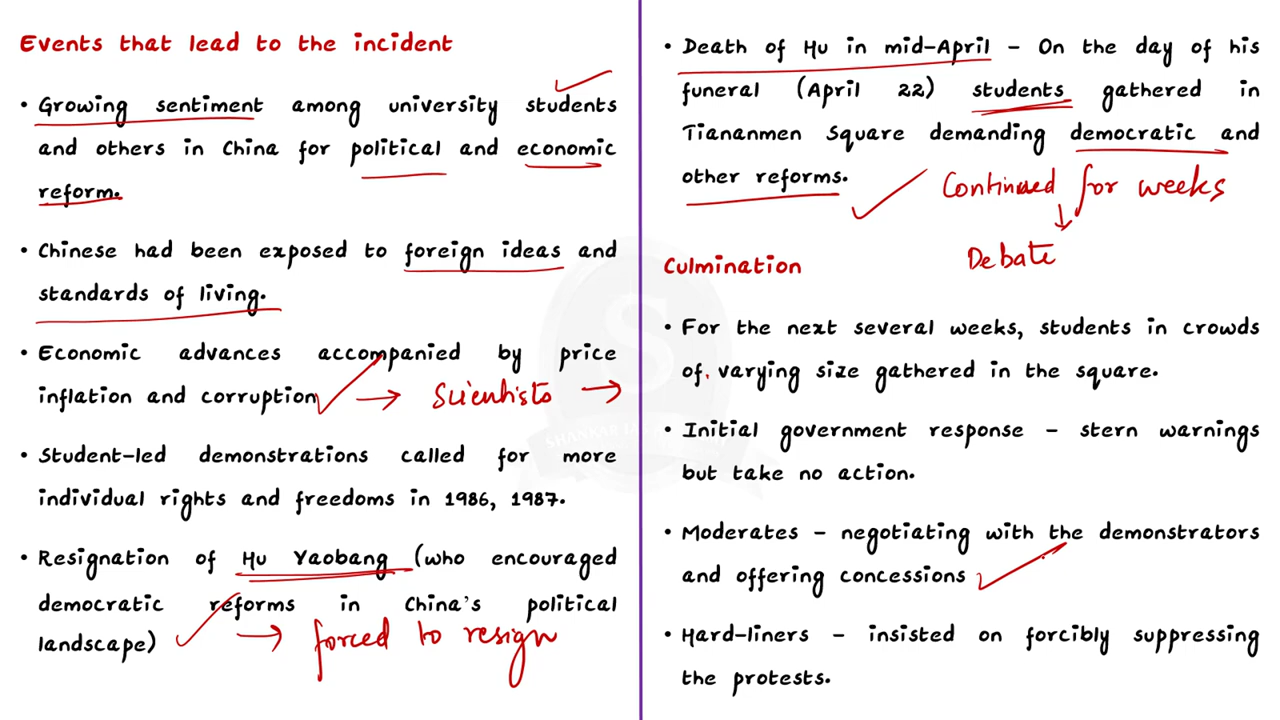 Events that lead to the incident
• Growing sentiment among university students
and others in China for political and economic
reform.
• Chinese had been exposed to foreign ideas and
standards of living.
• Economic advances accompanied by price
inflation and corruption → Scientists →
• Student-led demonstrations called for more
individual rights and freedoms in 1986, 1987.
• Resignation of Hu Yaobang (who encouraged
democratic reforms in China's political
landscape) → forced to resign
• Death of Hu in mid-April - On the day of his
funeral (April 22) students gathered in
Tiananmen Square demanding democratic and
other reforms.
Continued for weeks
↓
Debate
Culmination
• For the next several weeks, students in crowds
of varying size gathered in the square.
• Initial government response - stern warnings
but take no action.
• Moderates - negotiating with the demonstrators
and offering concessions
• Hard-liners - insisted on forcibly suppressing
the protests.
SHANKAR